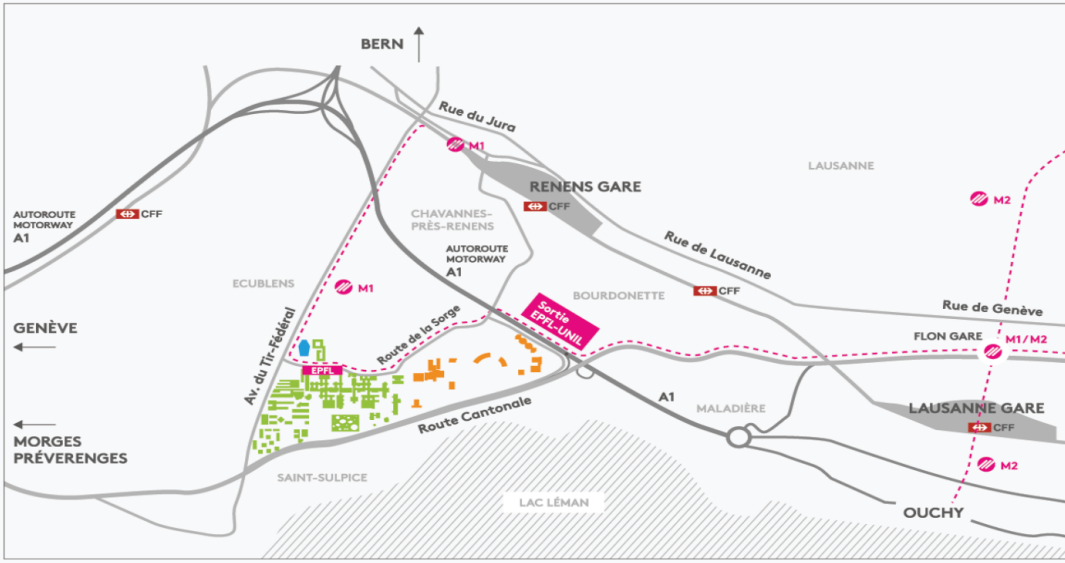 BERN
Rue du Jura
M1
LAUSANNE
RENENS GARE
CFF
M2
CFF
AUTOROUTE
MOTORWAY
A1
CHAVANNES-
PRÈS-RENENS
AUTOROUTE
MOTORWAY
A1
Rue de Lausanne
ECUBLENS
M1
CFF
BOURDONETTE
Sortie
EPFL-UNIL
Rue de Genève
GENÈVE
Av. du Tir-Fédéral
Route de la Sorge
FLON GARE
M1/M2
EPFL
A1
MALADIÈRE
LAUSANNE GARE
CFF
Route Cantonale
MORGES
PRÉVERENGES
SAINT-SULPICE
M2
LAC LÉMAN
OUCHY